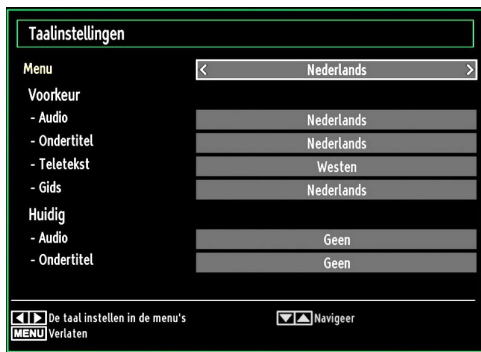 Taalinstellingen
Menu < Nederlands >
Voorkeur
- Audio Nederlands
- Ondertitel Nederlands
- Teletekst Westen
- Gids Nederlands
Huidig
- Audio Geen
- Ondertitel Geen
De taal instellen in de menu's Navigeer
MENU Verlaten